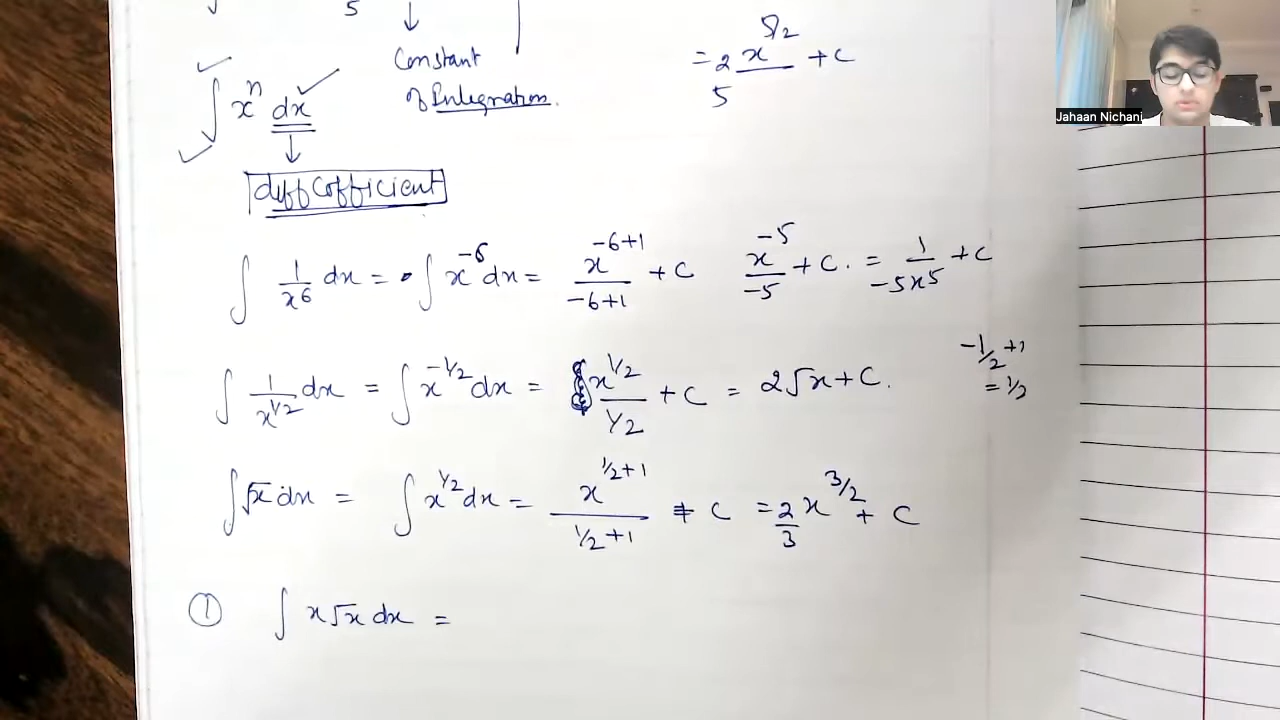 5
Constant
of Integration.
= 2 x^5/2 / 5 + C
∫ x^n dx
diff Cofficient
∫ 1/x^6 dx = ∫ x^-6 dx = x^-6+1 / -6+1 + C x^-5 / -5 + C. = 1 / -5x^5 + C
∫ 1/x^1/2 dx = ∫ x^-1/2 dx = x^1/2 / 1/2 + C = 2√x + C.
-1/2 +1
= 1/2
∫ √x dx = ∫ x^1/2 dx = x^1/2+1 / 1/2+1 + C = 2/3 x^3/2 + C
① ∫ x√x dx =
Jahaan Nichani